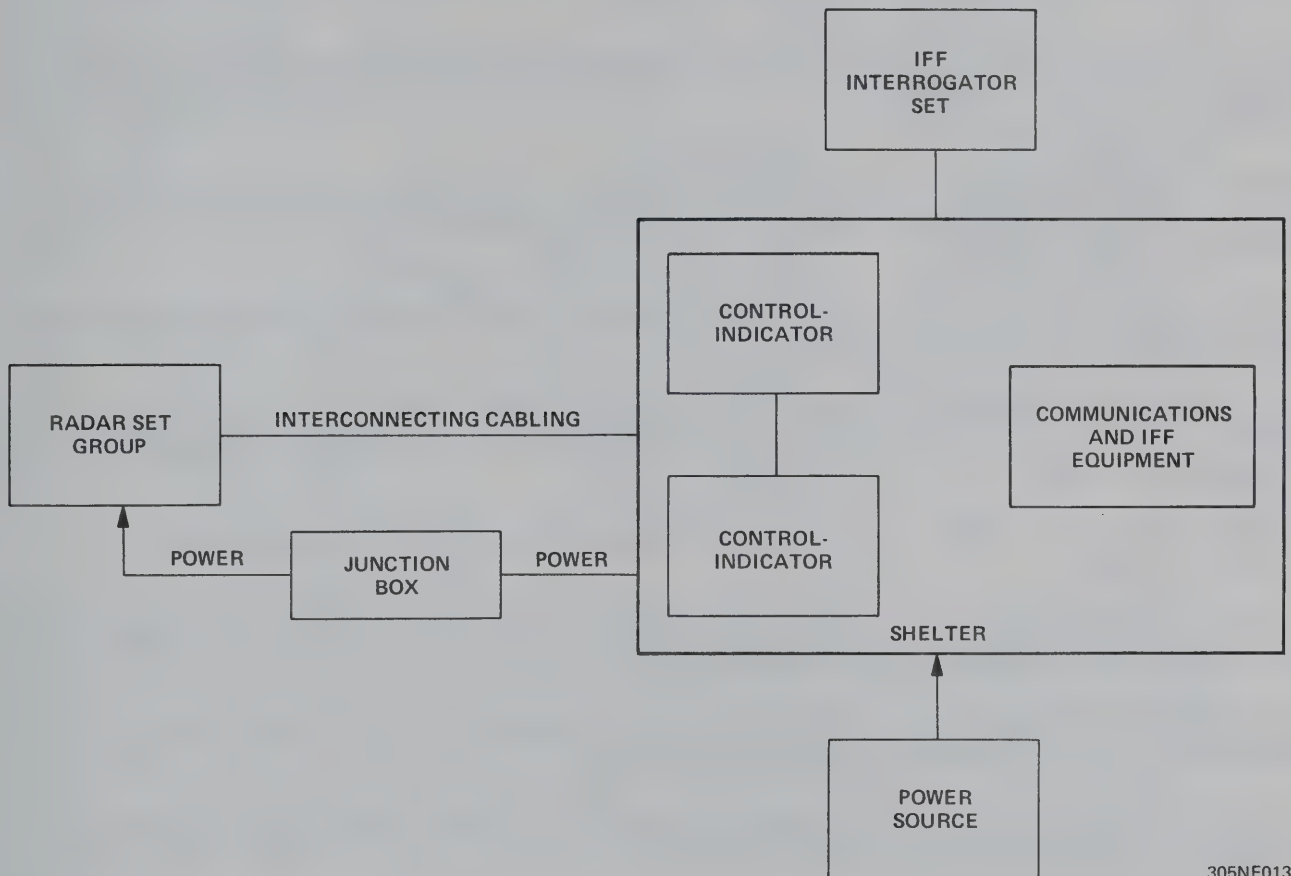 IFF
INTERROGATOR
SET
CONTROL-
INDICATOR
RADAR SET
GROUP
INTERCONNECTING CABLING
COMMUNICATIONS
AND IFF
EQUIPMENT
CONTROL-
INDICATOR
POWER
JUNCTION
BOX
POWER
SHELTER
POWER
SOURCE
305NE013